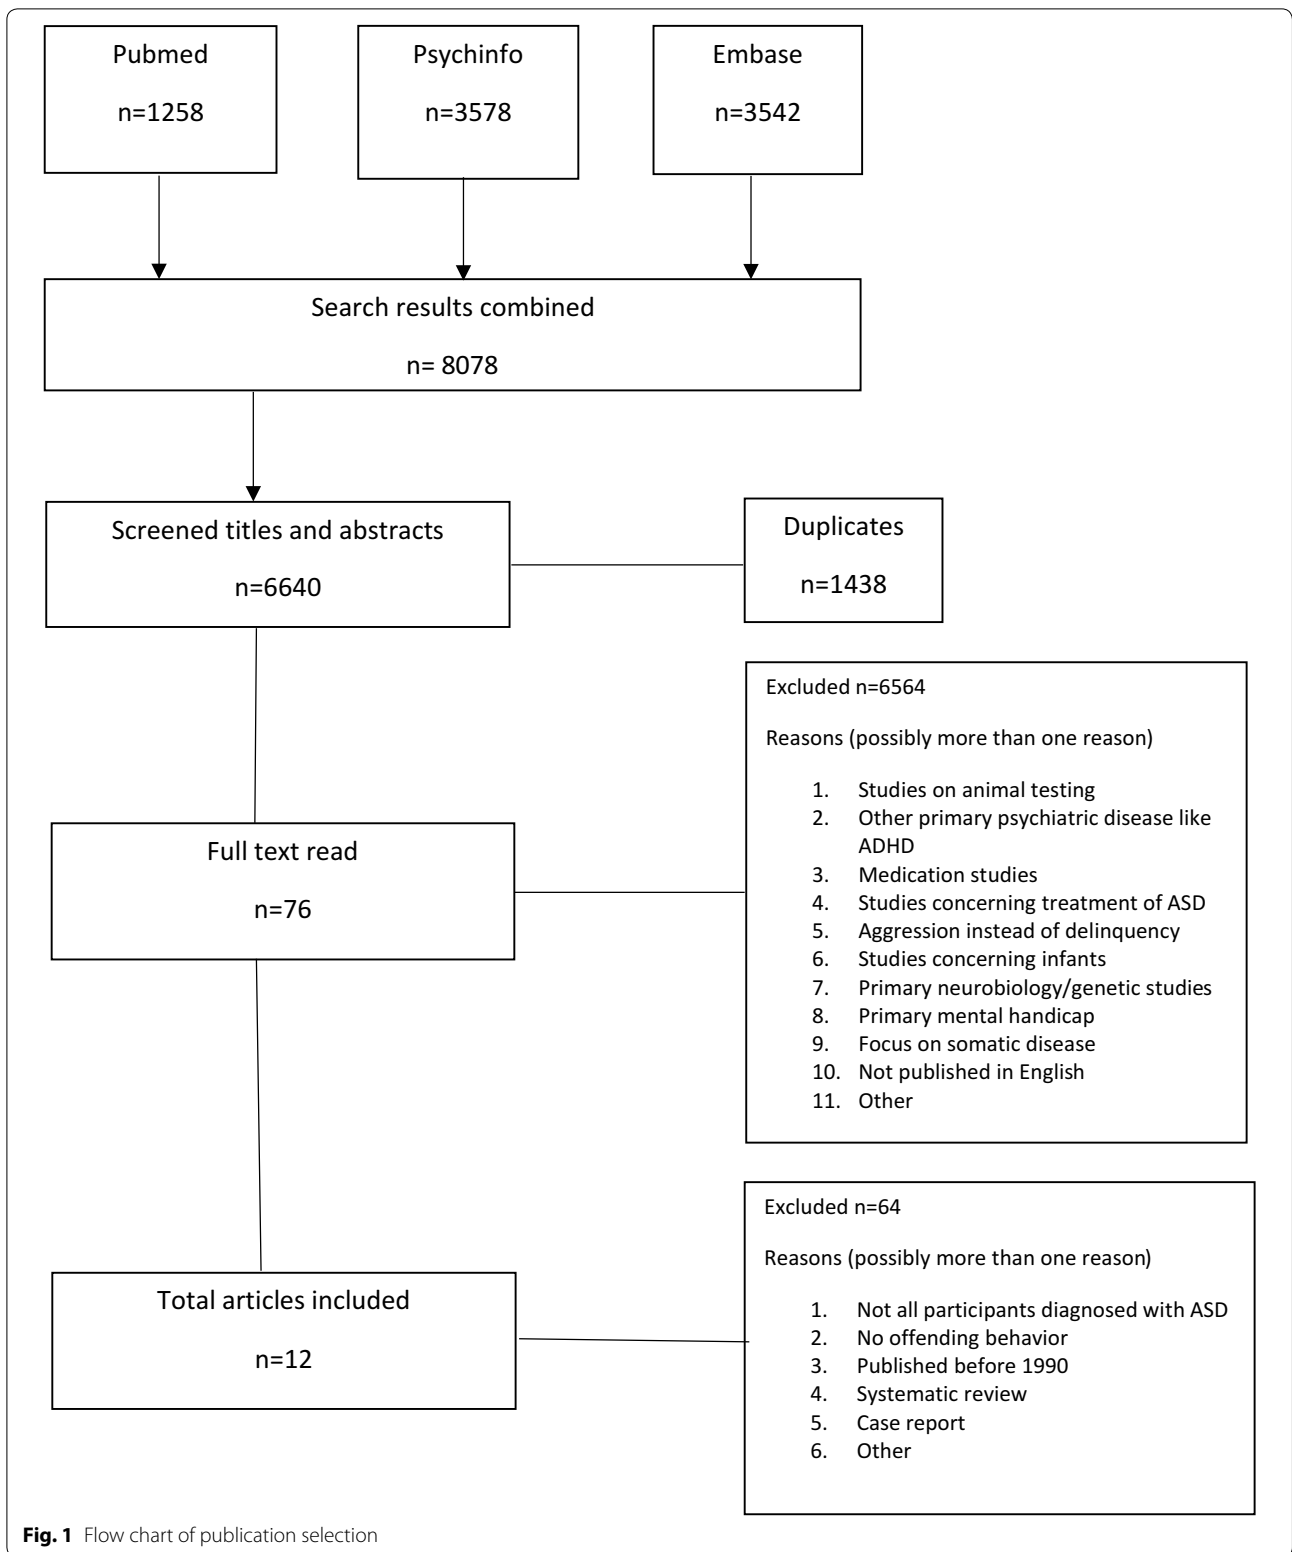 Pubmed
n=1258
Psychinfo
n=3578
Embase
n=3542
Search results combined
n= 8078
Screened titles and abstracts
n=6640
Duplicates
n=1438
Excluded n=6564
Reasons (possibly more than one reason)
1. Studies on animal testing
2. Other primary psychiatric disease like
ADHD
3. Medication studies
4. Studies concerning treatment of ASD
5. Aggression instead of delinquency
6. Studies concerning infants
7. Primary neurobiology/genetic studies
8. Primary mental handicap
9. Focus on somatic disease
10. Not published in English
11. Other
Full text read
n=76
Excluded n=64
Reasons (possibly more than one reason)
1. Not all participants diagnosed with ASD
2. No offending behavior
3. Published before 1990
4. Systematic review
5. Case report
6. Other
Total articles included
n=12
Fig. 1 Flow chart of publication selection